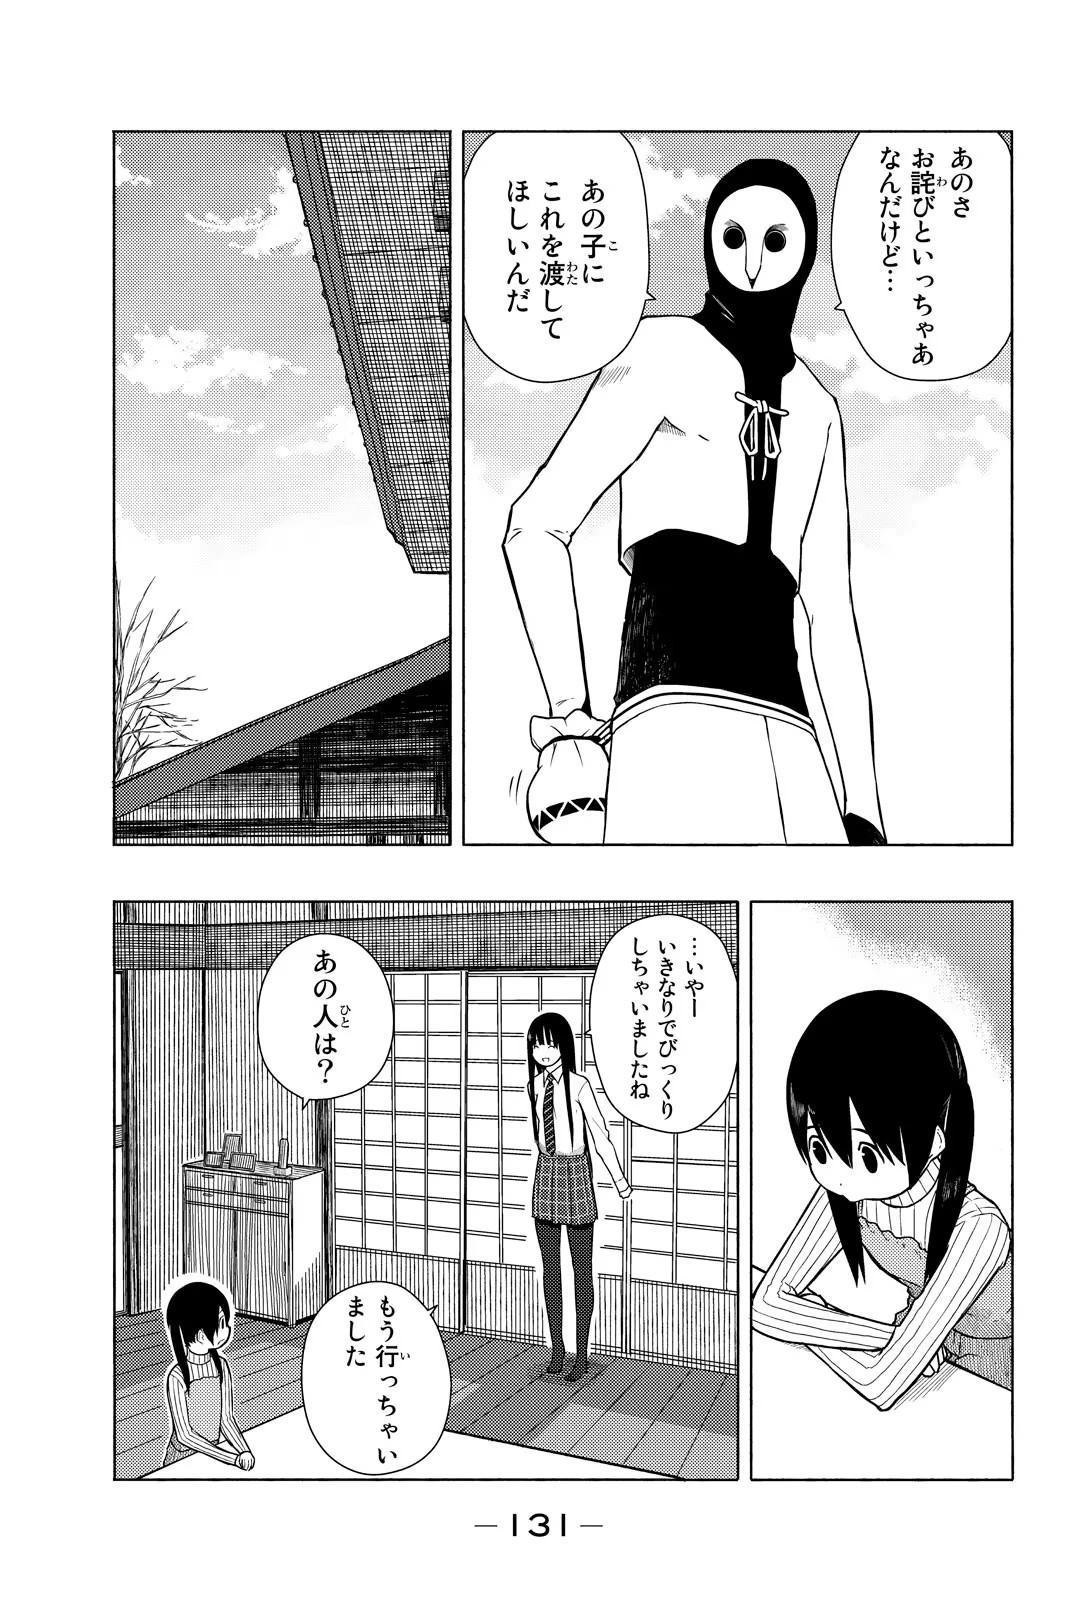 あのさ
お詫びといっちゃあ
なんだけど…
あの子に
これを渡して
ほしいんだ
…いやー
いきなりでびっくり
しちゃいましたね
あの人は？
もう行っちゃい
ました
—131—